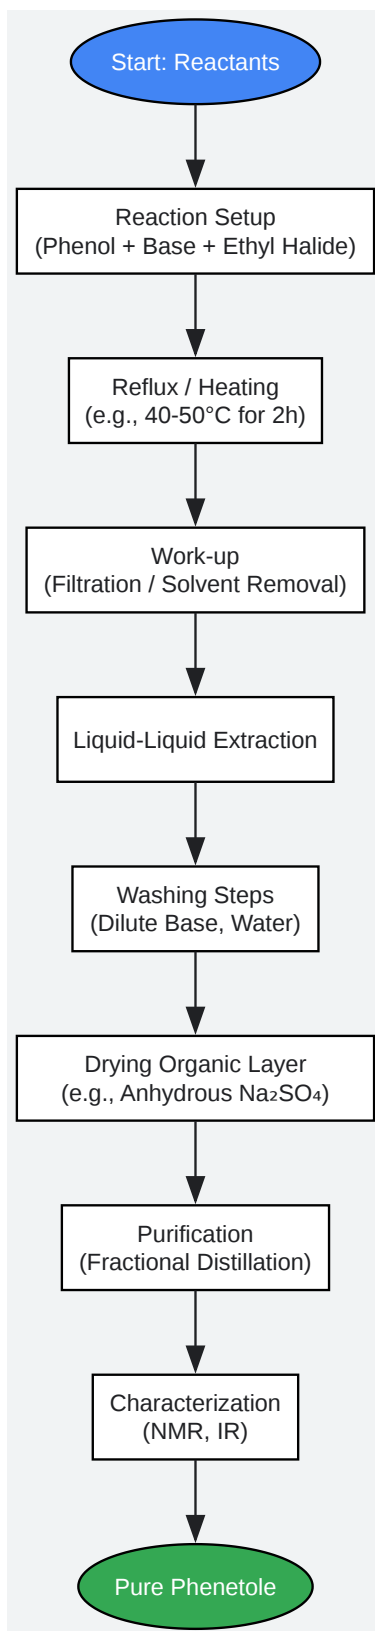 Start: Reactants
Reaction Setup
(Phenol + Base + Ethyl Halide)
Reflux / Heating
(e.g., 40-50°C for 2h)
Work-up
(Filtration / Solvent Removal)
Liquid-Liquid Extraction
Washing Steps
(Dilute Base, Water)
Drying Organic Layer
(e.g., Anhydrous Na₂SO₄)
Purification
(Fractional Distillation)
Characterization
(NMR, IR)
Pure Phenetole